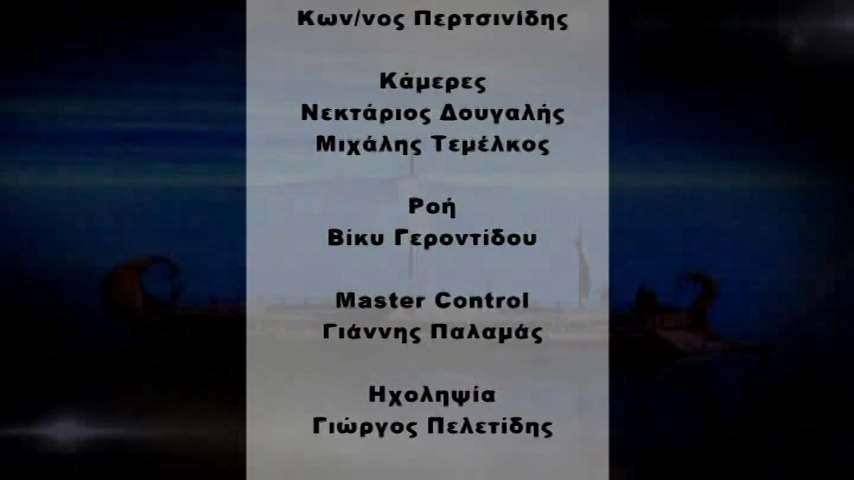 Κων/νος Περτσινίδης
Κάμερες
Νεκτάριος Δουγαλής
Μιχάλης Τεμέλκος
Ροή
Βίκυ Γεροντίδου
Master Control
Γιάννης Παλαμάς
Ηχοληψία
Γιώργος Πελετίδης